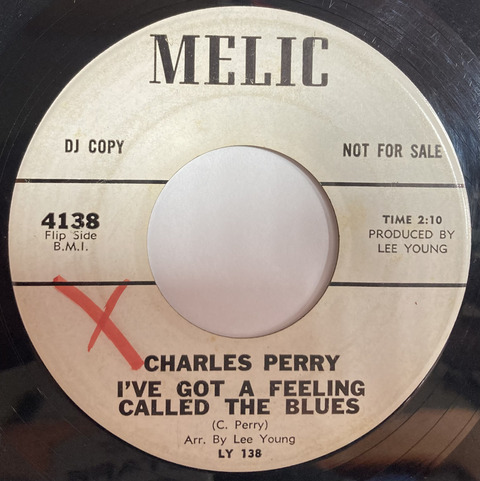 MELIC
DJ COPY
NOT FOR SALE
4138
Flip Side
B.M.I.
TIME 2:10
PRODUCED BY
LEE YOUNG
CHARLES PERRY
I'VE GOT A FEELING
CALLED THE BLUES
(C. Perry)
Arr. By Lee Young
LY 138